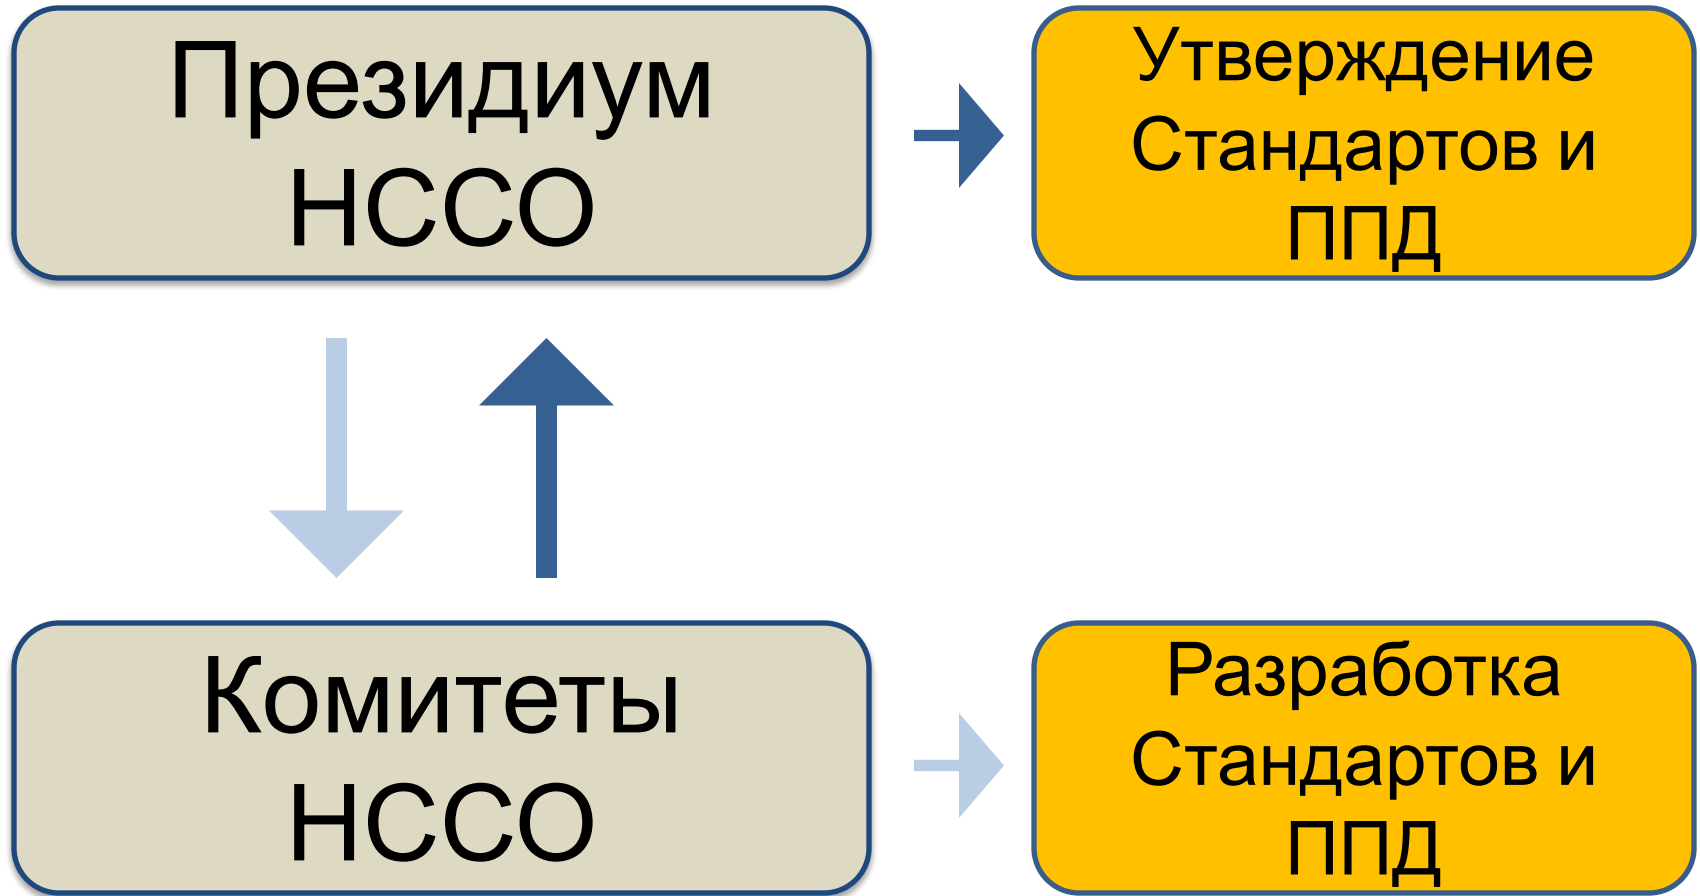 Президиум
НССО
Утверждение
Стандартов и
ППД
Комитеты
НССО
Разработка
Стандартов и
ППД